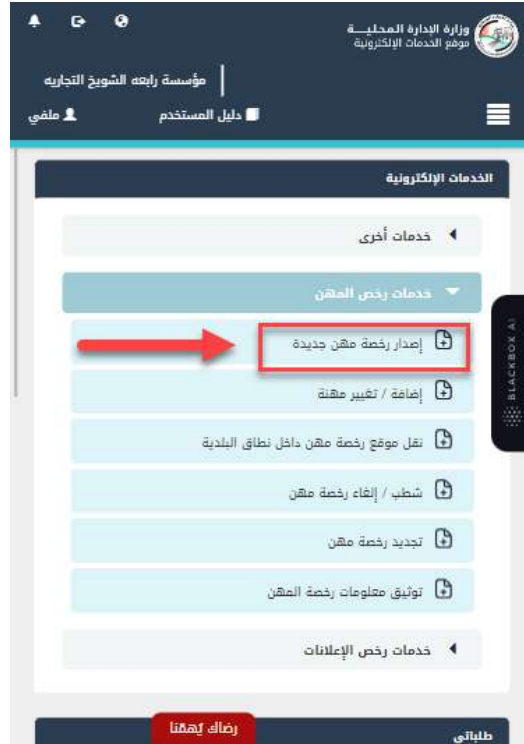 وزارة الإدارة المحليـــة
موقع الخدمات الإلكترونية
مؤسسة رابعه الشويخ التجاريه
دليل المستخدم
ملفي
الخدمات الإلكترونية
خدمات أخرى
خدمات رخص المهن
إصدار رخصة مهن جديدة
إضافة / تغيير مهنة
نقل موقع رخصة مهن داخل نطاق البلدية
شطب / إلغاء رخصة مهن
تجديد رخصة مهن
توثيق معلومات رخصة المهن
خدمات رخص الإعلانات
BLACKBOX AI
رضاك يُهمّنا
طلباتي